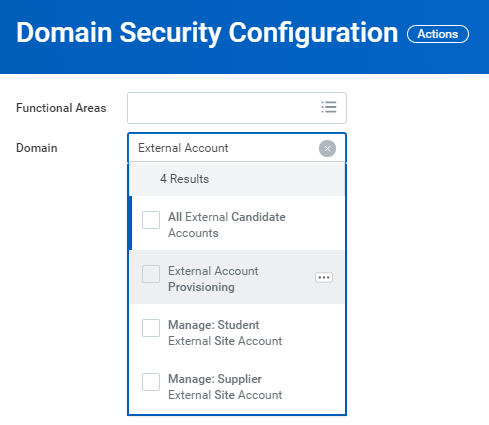 Domain Security Configuration Actions
Functional Areas
Domain External Account
4 Results
All External Candidate
Accounts
External Account
Provisioning
Manage: Student
External Site Account
Manage: Supplier
External Site Account